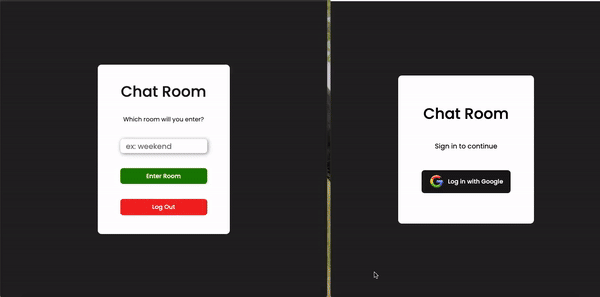 Chat Room
Which room will you enter?
ex: weekend
Enter Room
Log Out
Chat Room
Sign in to continue
Log in with Google